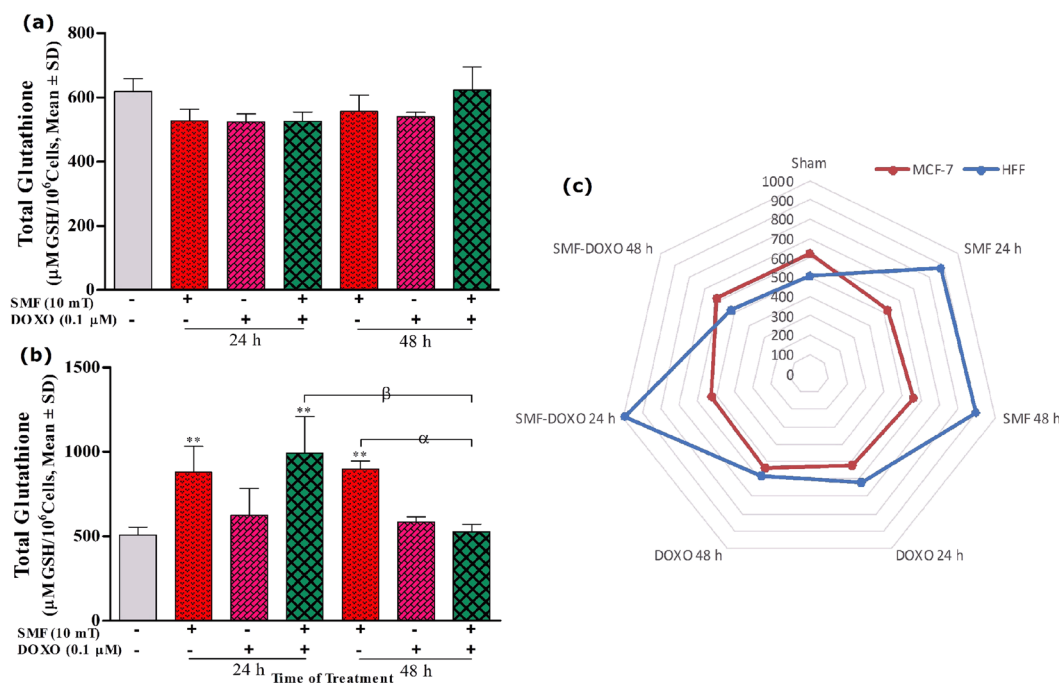 (a)
Total Glutathione
(μM GSH/10⁶Cells, Mean ± SD)
800
600
400
200
0
SMF (10 mT) - + - + + - +
DOXO (0.1 μM) - - + + - + +
24 h 48 h
(b)
Total Glutathione
(μM GSH/10⁶Cells, Mean ± SD)
1500
1000
500
0
** ** ** β α
SMF (10 mT) - + - + + - +
DOXO (0.1 μM) - - + + - + +
24 h 48 h
Time of Treatment
(c)
MCF-7 HFF
Sham
SMF 24 h
SMF 48 h
DOXO 24 h
DOXO 48 h
SMF-DOXO 24 h
SMF-DOXO 48 h
1000
900
800
700
600
500
400
300
200
100
0